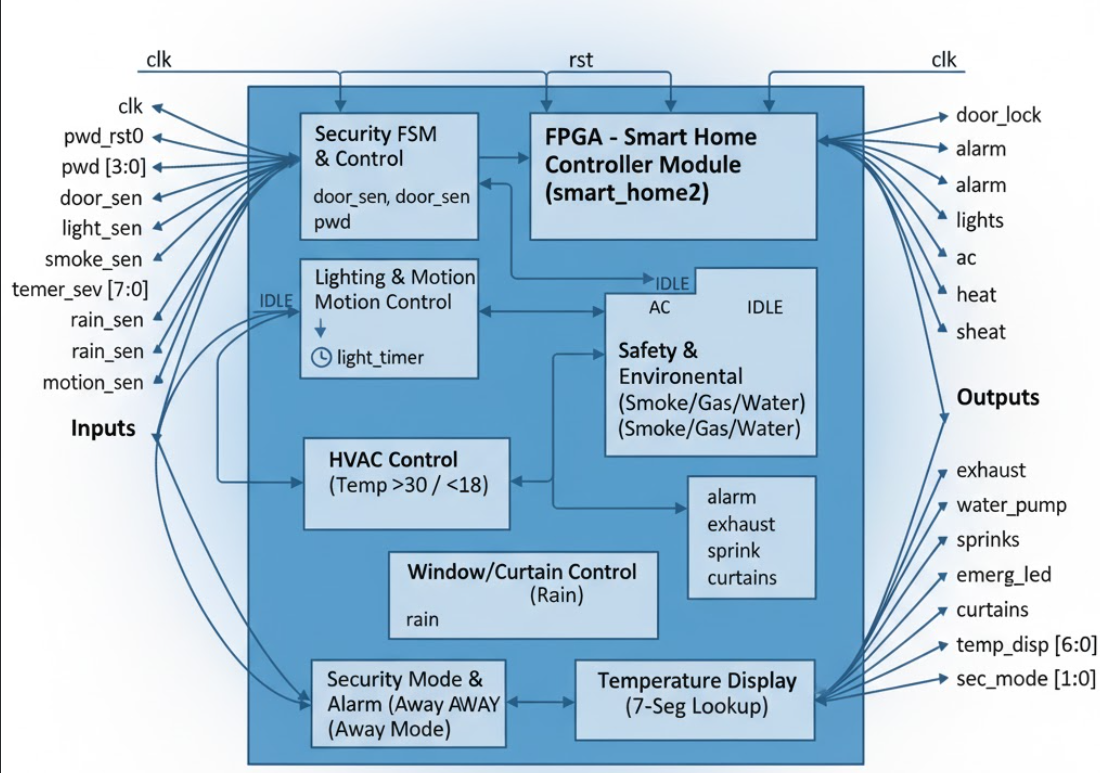 clk
rst
clk
clk
pwd_rst0
pwd [3:0]
door_sen
light_sen
smoke_sen
temer_sev [7:0]
rain_sen
rain_sen
motion_sen
Inputs
Security FSM
& Control
door_sen, door_sen
pwd
FPGA - Smart Home
Controller Module
(smart_home2)
IDLE
Lighting & Motion
Motion Control
light_timer
IDLE
AC
IDLE
Safety &
Environental
(Smoke/Gas/Water)
(Smoke/Gas/Water)
HVAC Control
(Temp >30 / <18)
alarm
exhaust
sprink
curtains
Window/Curtain Control
(Rain)
rain
Security Mode &
Alarm (Away AWAY
(Away Mode)
Temperature Display
(7-Seg Lookup)
door_lock
alarm
alarm
lights
ac
heat
sheat
Outputs
exhaust
water_pump
sprinks
emerg_led
curtains
temp_disp [6:0]
sec_mode [1:0]